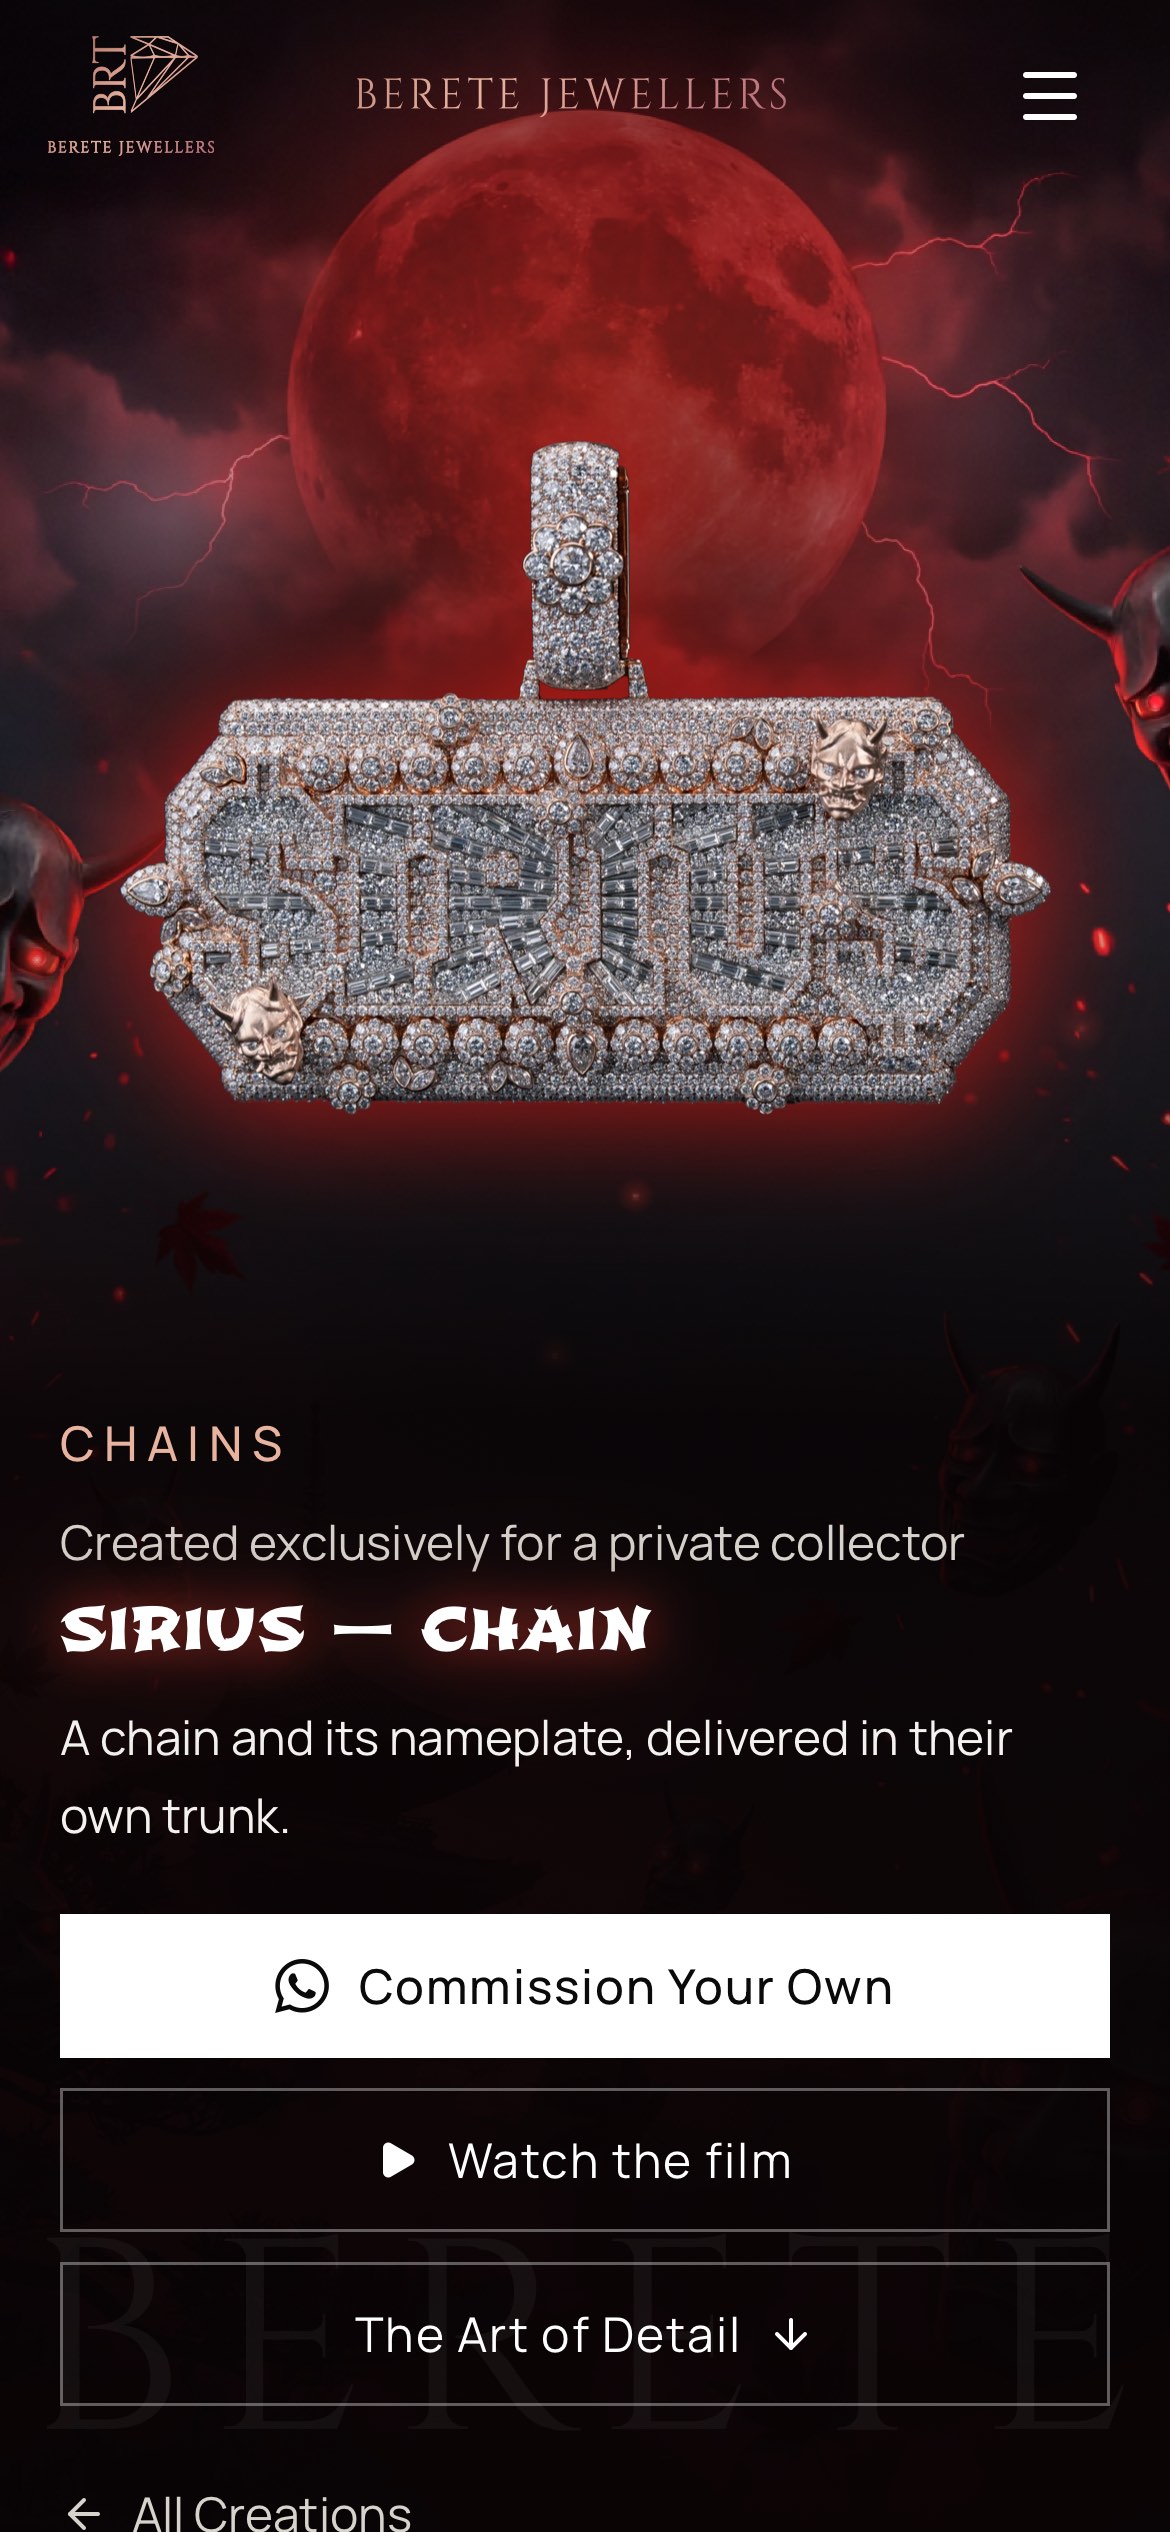 BRT
BERETE JEWELLERS
BERETE JEWELLERS
SIRIUS
CHAINS
Created exclusively for a private collector
SIRIUS — CHAIN
A chain and its nameplate, delivered in their
own trunk.
Commission Your Own
Watch the film
BERETE
The Art of Detail
All Creations